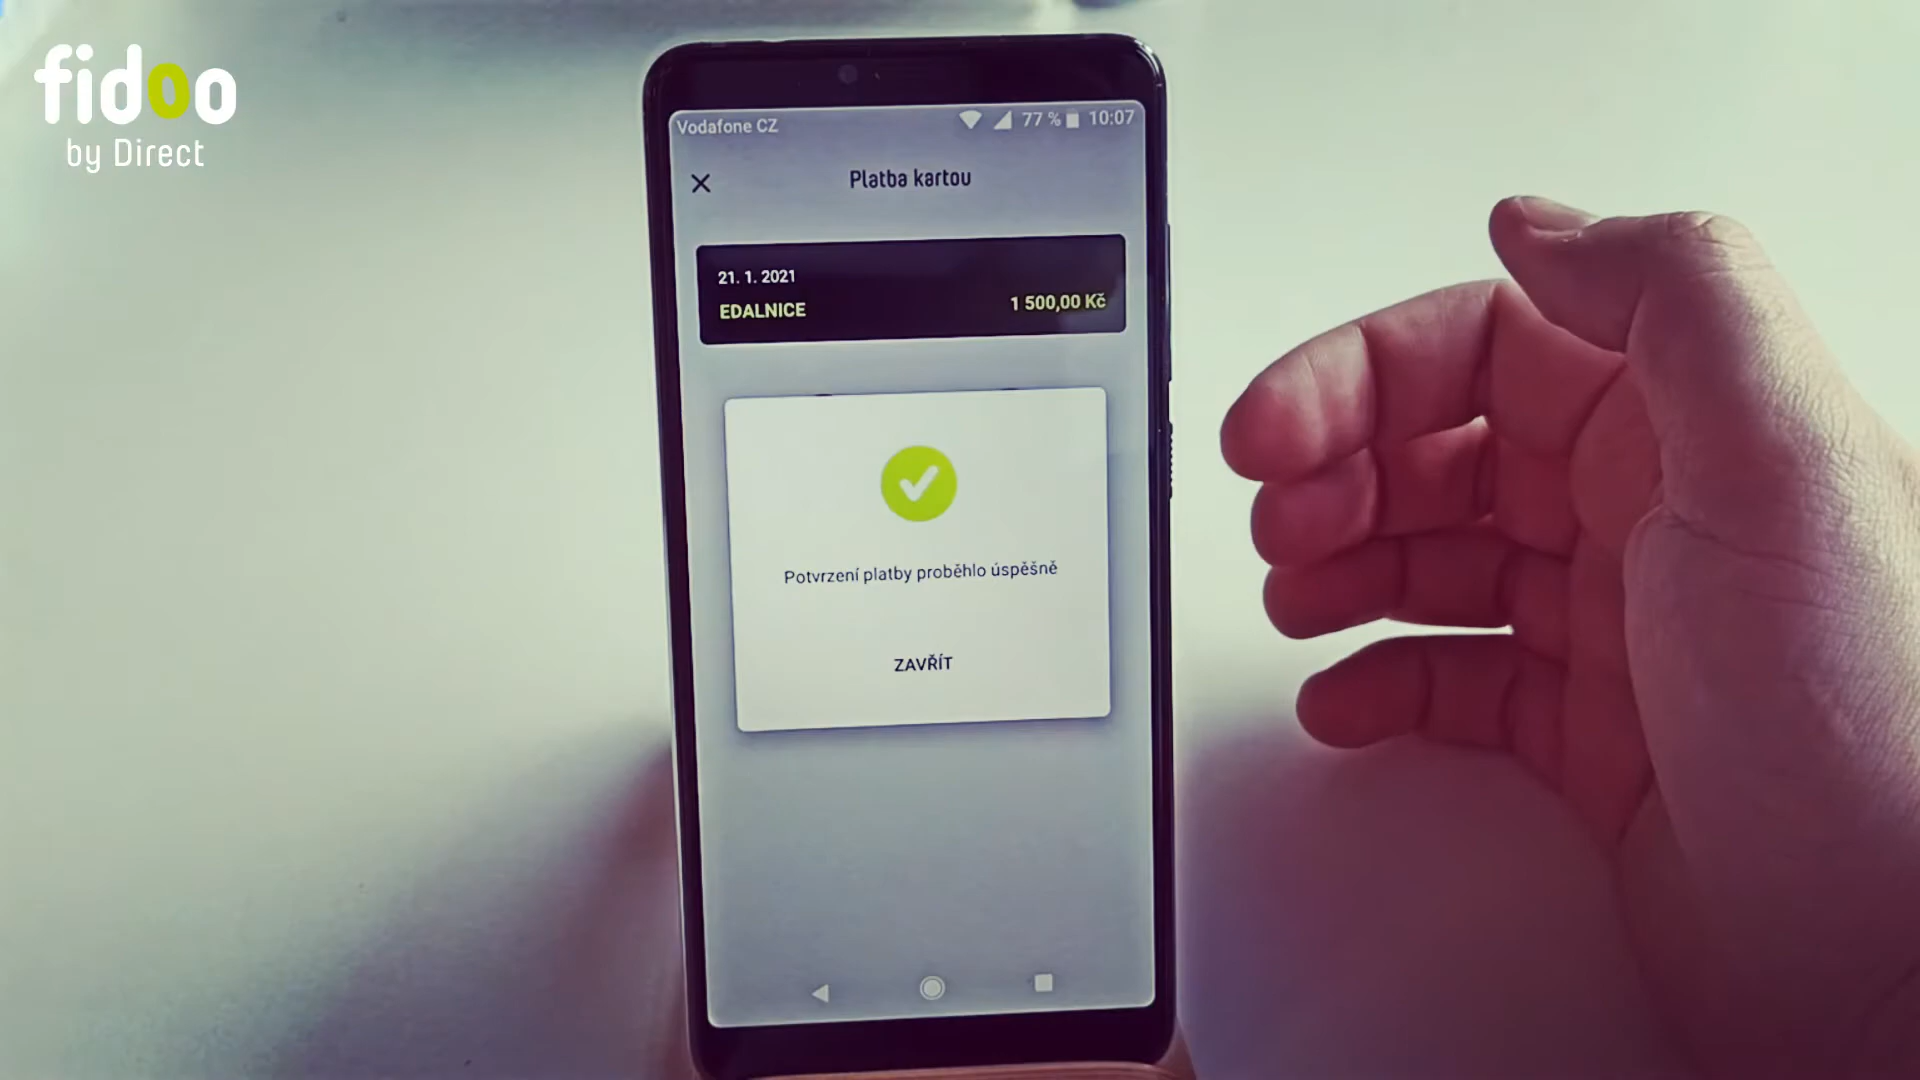 fidoo
by Direct
Vodafone CZ 77 % 10:07
Platba kartou
21. 1. 2021
EDALNICE 1 500,00 Kč
Potvrzení platby proběhlo úspěšně
ZAVŘÍT